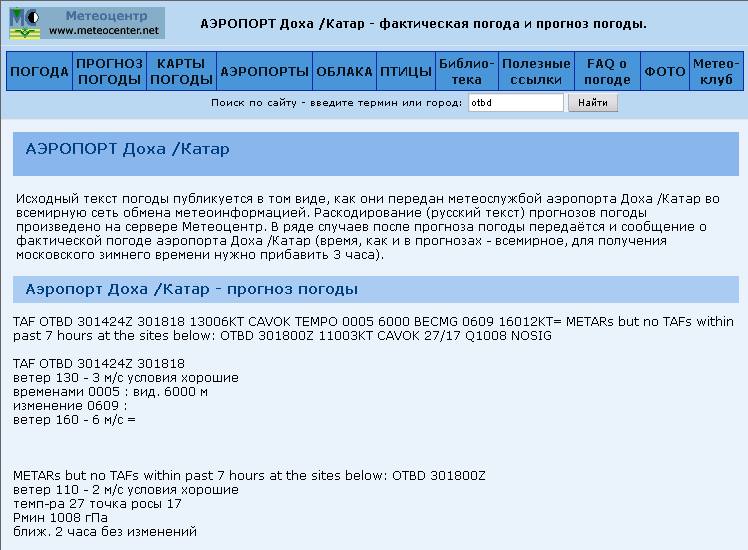 Метеоцентр
www.meteocenter.net
АЭРОПОРТ Доха /Катар - фактическая погода и прогноз погоды.
ПОГОДА ПРОГНОЗ ПОГОДЫ КАРТЫ ПОГОДЫ АЭРОПОРТЫ ОБЛАКА ПТИЦЫ Библио-тека Полезные ссылки FAQ о погоде ФОТО Метео-клуб
Поиск по сайту - введите термин или город: otbd Найти
АЭРОПОРТ Доха /Катар
Исходный текст погоды публикуется в том виде, как они передан метеослужбой аэропорта Доха /Катар во
всемирную сеть обмена метеоинформацией. Раскодирование (русский текст) прогнозов погоды
произведено на сервере Метеоцентр. В ряде случаев после прогноза погоды передаётся и сообщение о
фактической погоде аэропорта Доха /Катар (время, как и в прогнозах - всемирное, для получения
московского зимнего времени нужно прибавить 3 часа).
Аэропорт Доха /Катар - прогноз погоды
TAF OTBD 301424Z 301818 13006KT CAVOK TEMPO 0005 6000 BECMG 0609 16012KT= METARs but no TAFs within
past 7 hours at the sites below: OTBD 301800Z 11003KT CAVOK 27/17 Q1008 NOSIG
TAF OTBD 301424Z 301818
ветер 130 - 3 м/с условия хорошие
временами 0005 : вид. 6000 м
изменение 0609 :
ветер 160 - 6 м/с =
METARs but no TAFs within past 7 hours at the sites below: OTBD 301800Z
ветер 110 - 2 м/с условия хорошие
темп-ра 27 точка росы 17
Рмин 1008 гПа
ближ. 2 часа без изменений